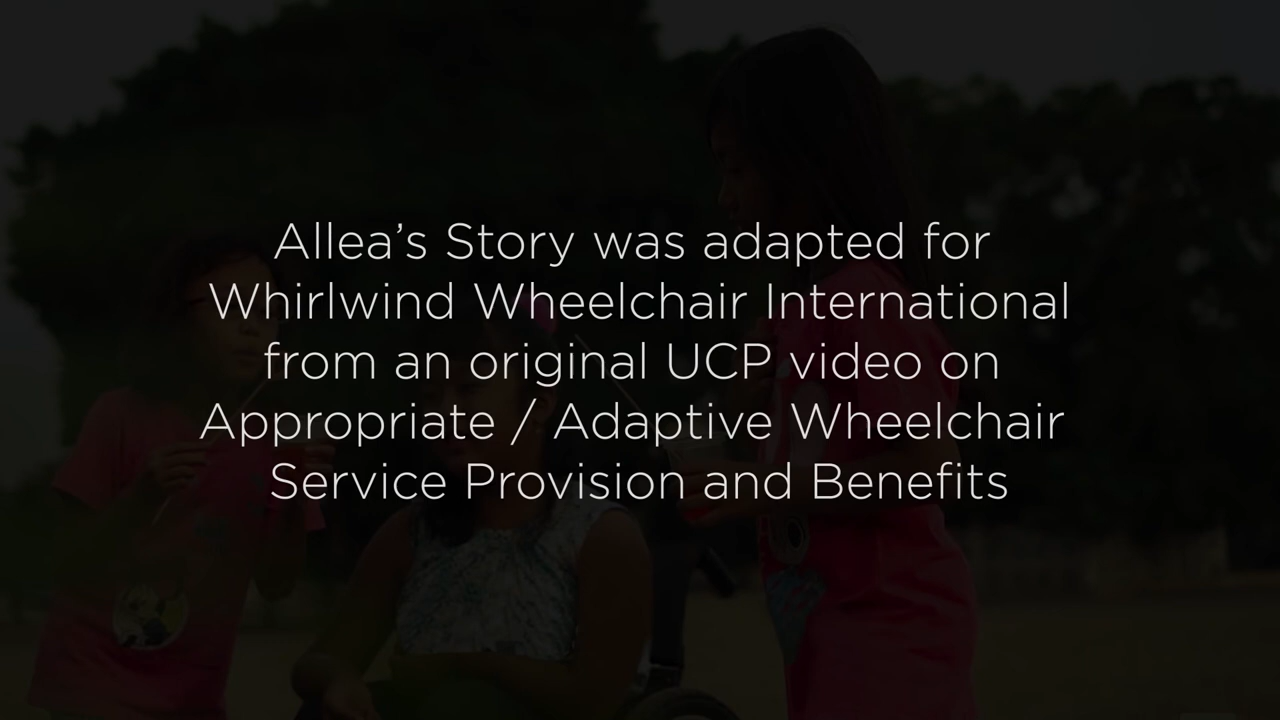 Allea’s Story was adapted for
Whirlwind Wheelchair International
from an original UCP video on
Appropriate / Adaptive Wheelchair
Service Provision and Benefits